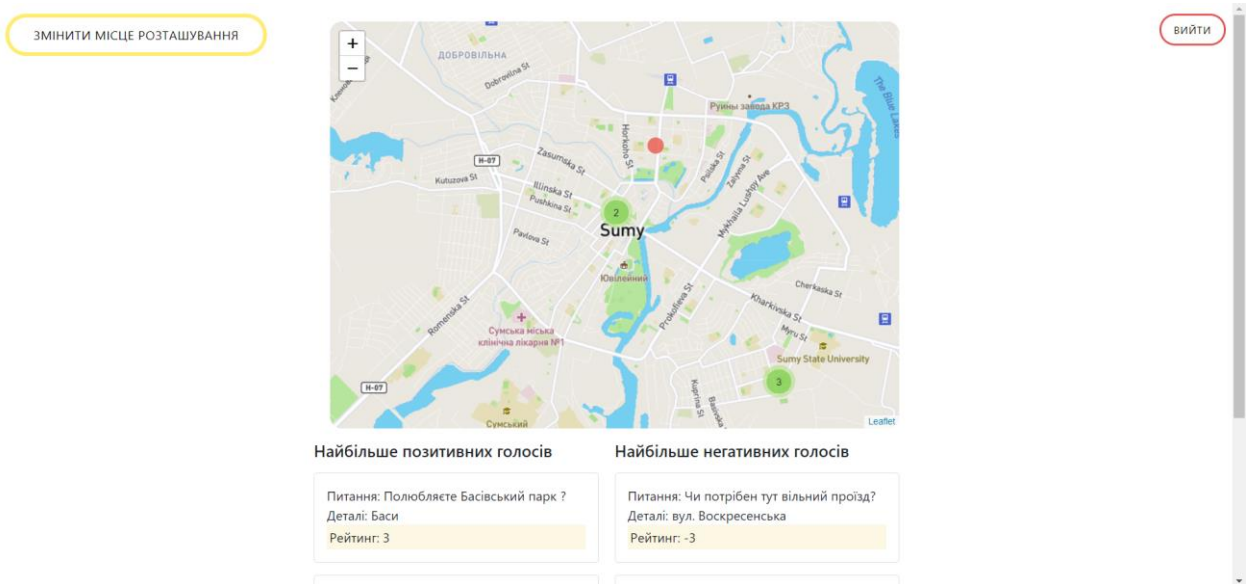 ЗМІНИТИ МІСЦЕ РОЗТАШУВАННЯ
ВИЙТИ
+
−
ДОБРОВІЛЬНА
Dobrovilna St
The Blue Lakes
Руины завода КРЗ
Horkoho St
Zasumska St
Piliska St
Zalyvna St
H-07
Kutuzova St
Illinska St
Pushkina St
Mykhaila Lushpy Ave
2
Sumy
Pavlova St
Ювілейний
Cherkaska St
Prokofieva St
Kharkivska St
Romenska St
Myru St
Сумська міська
клінічна лікарня №1
Sumy State University
3
H-07
Kuprina St
Basivska
Сумский
Leaflet
Найбільше позитивних голосів
Найбільше негативних голосів
Питання: Полюбляєте Басівський парк ?
Деталі: Баси
Рейтинг: 3
Питання: Чи потрібен тут вільний проїзд?
Деталі: вул. Воскресенська
Рейтинг: -3